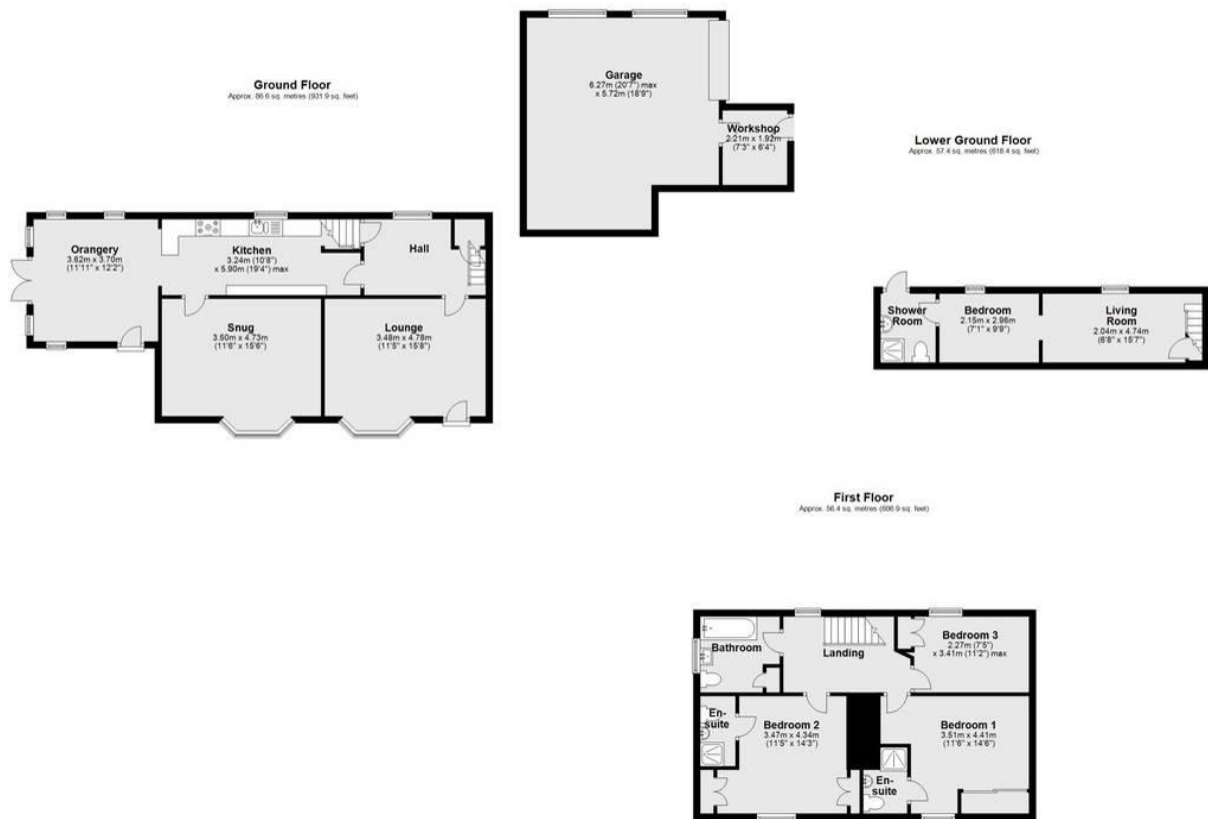 Ground Floor
Approx. 86.6 sq. metres (931.9 sq. feet)
Garage
6.27m (20'7") max
x 5.72m (18'9")
Workshop
2.21m x 1.92m
(7'3" x 6'4")
Lower Ground Floor
Approx. 57.4 sq. metres (618.4 sq. feet)
Orangery
3.62m x 3.70m
(11'11" x 12'2")
Kitchen
3.24m (10'8")
x 5.90m (19'4") max
Hall
Snug
3.50m x 4.73m
(11'6" x 15'6")
Lounge
3.48m x 4.78m
(11'5" x 15'8")
Shower
Room
Bedroom
2.15m x 2.96m
(7'1" x 9'9")
Living
Room
2.04m x 4.74m
(6'8" x 15'7")
First Floor
Approx. 56.4 sq. metres (606.9 sq. feet)
Bathroom
Landing
Bedroom 3
2.27m (7'5")
x 3.41m (11'2") max
En-
suite
Bedroom 2
3.47m x 4.34m
(11'5" x 14'3")
Bedroom 1
3.51m x 4.41m
(11'6" x 14'6")
En-
suite